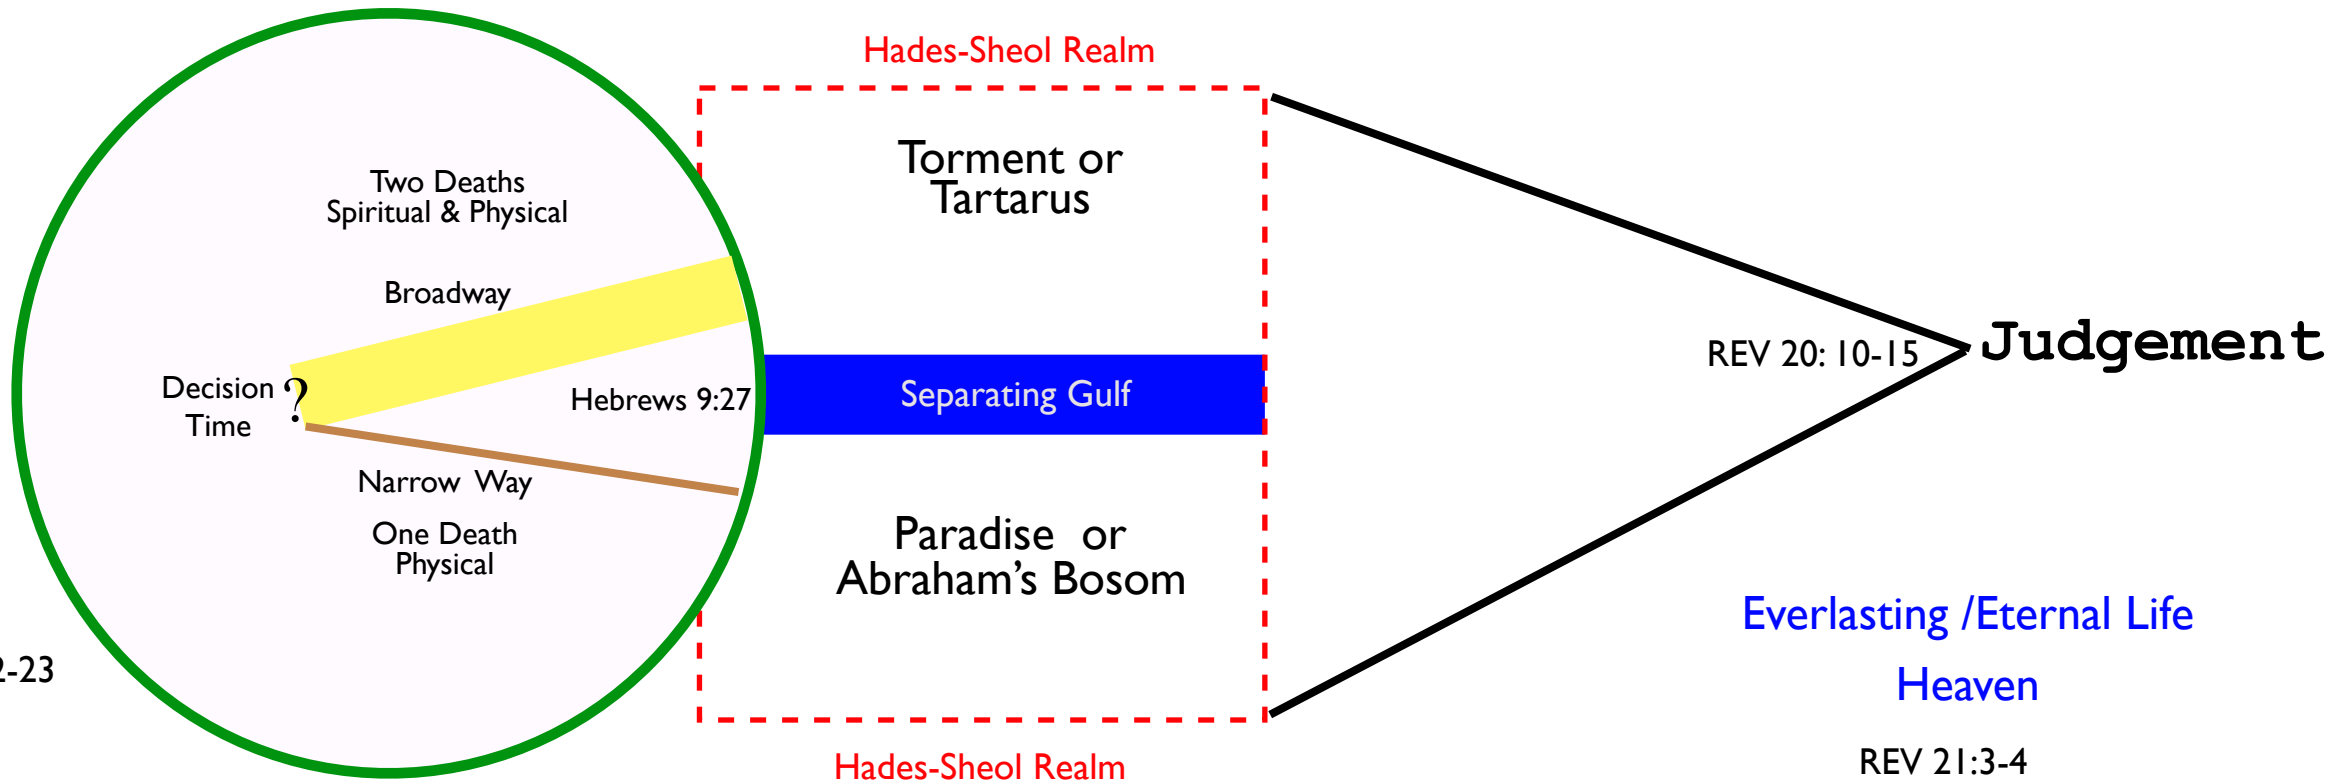 Hades-Sheol Realm
Torment or
Tartarus
Two Deaths
Spiritual & Physical
Broadway
Decision
Time
?
Hebrews 9:27
Separating Gulf
REV 20: 10-15
Judgement
Narrow Way
One Death
Physical
Paradise or
Abraham’s Bosom
Everlasting /Eternal Life
Heaven
-23
REV 21:3-4
Hades-Sheol Realm